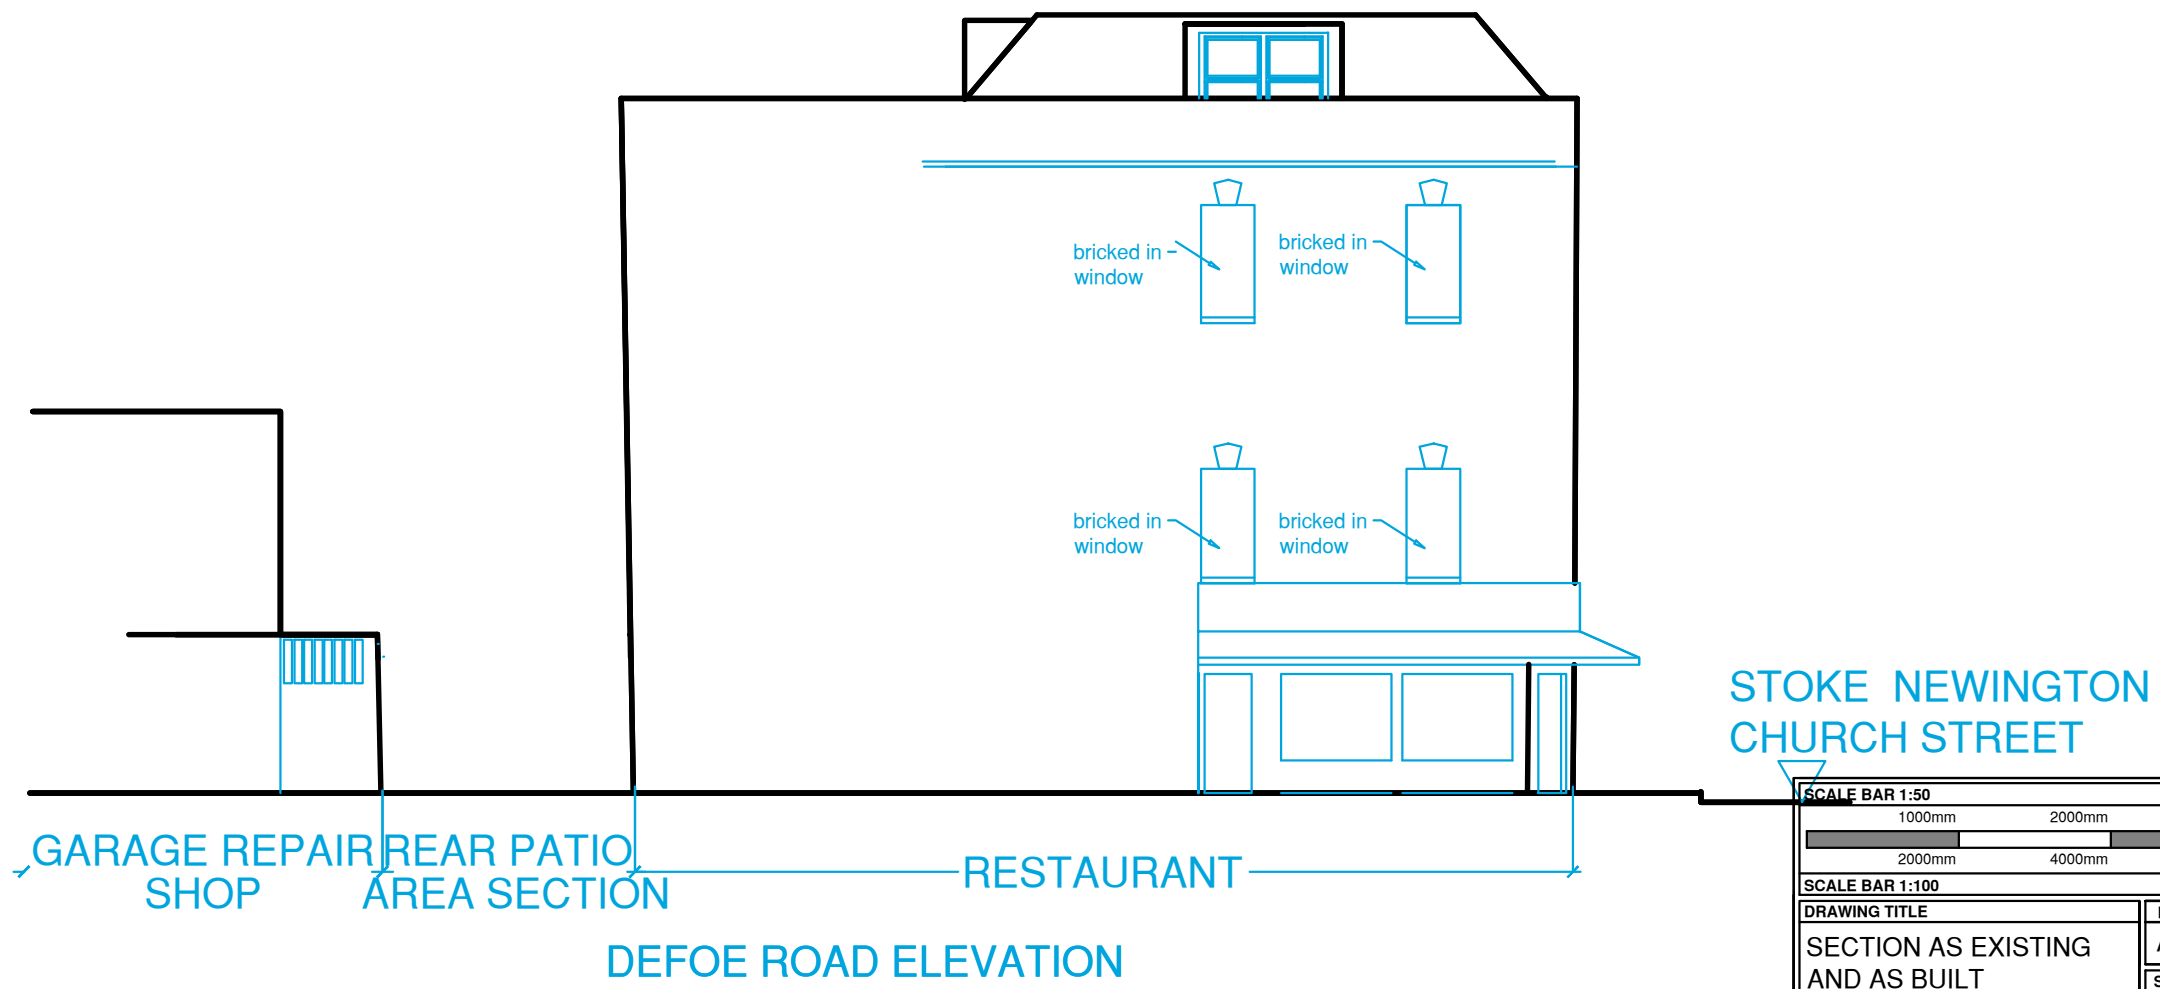 bricked in
window
bricked in
window
bricked in
window
bricked in
window
STOKE NEWINGTON
CHURCH STREET
GARAGE REPAIR
SHOP
REAR PATIO
AREA SECTION
RESTAURANT
DEFOE ROAD ELEVATION
SCALE BAR 1:50
1000mm 2000mm
2000mm 4000mm
SCALE BAR 1:100
DRAWING TITLE
SECTION AS EXISTING
AND AS BUILT